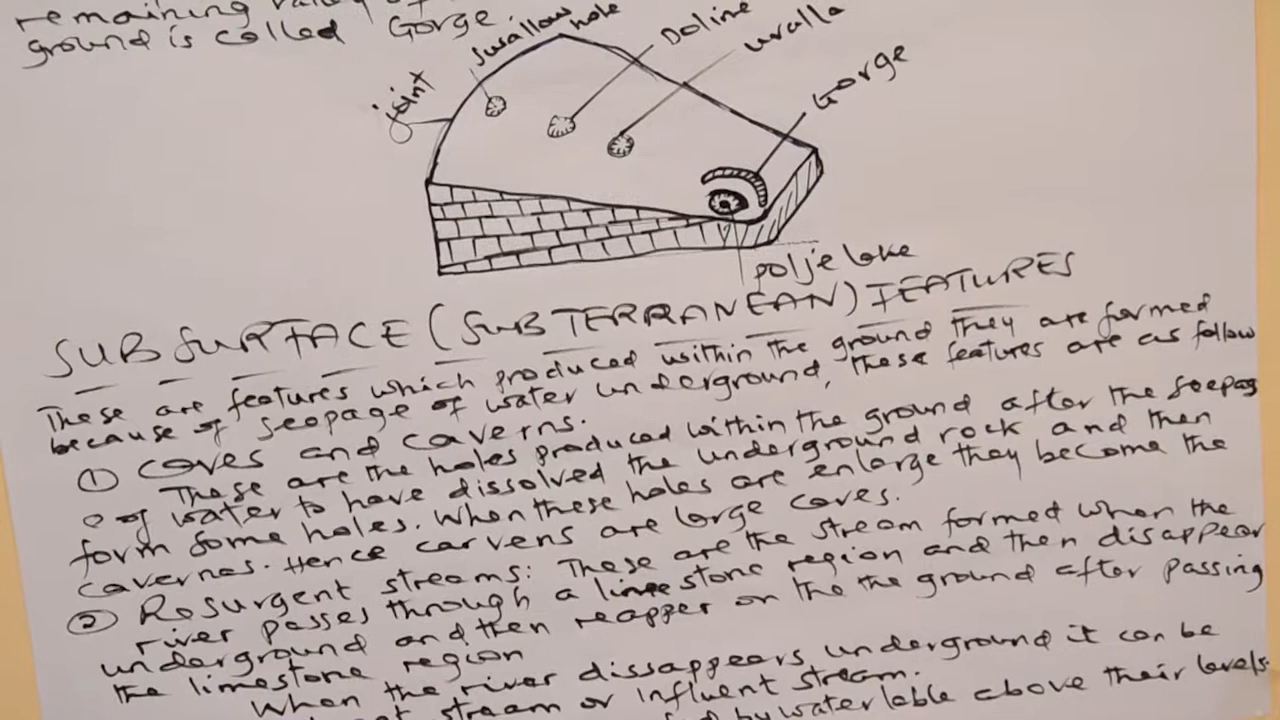 remaining
ground is called Gorge
Swallow hole
Doline
uvalla
Gorge
joint
polje lake
SUBSURFACE (SUBTERRANEAN) FEATURES
These are features which produced within the ground they are formed
because of seepage of water underground, these features are as follow
① Caves and caverns.
These are the holes produced within the ground after the seepag
e of water to have dissolved the underground rock and then
form some holes. When these holes are enlarge they become the
cavernas. Hence carvens are large caves.
② Resurgent streams: These are the stream formed when the
river passes through a limestone region and then disappear
underground and then reapper on the the ground after passing
the limestone region
When the river dissappears underground it can be
stream or Influent stream.
by waterlable above their levels.